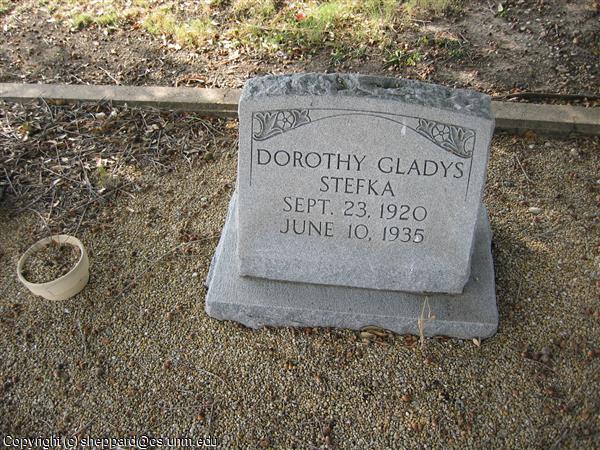 DOROTHY GLADYS
STEFKA
SEPT. 23, 1920
JUNE 10, 1935
Copyright (c) sheppard@cs.unm.edu